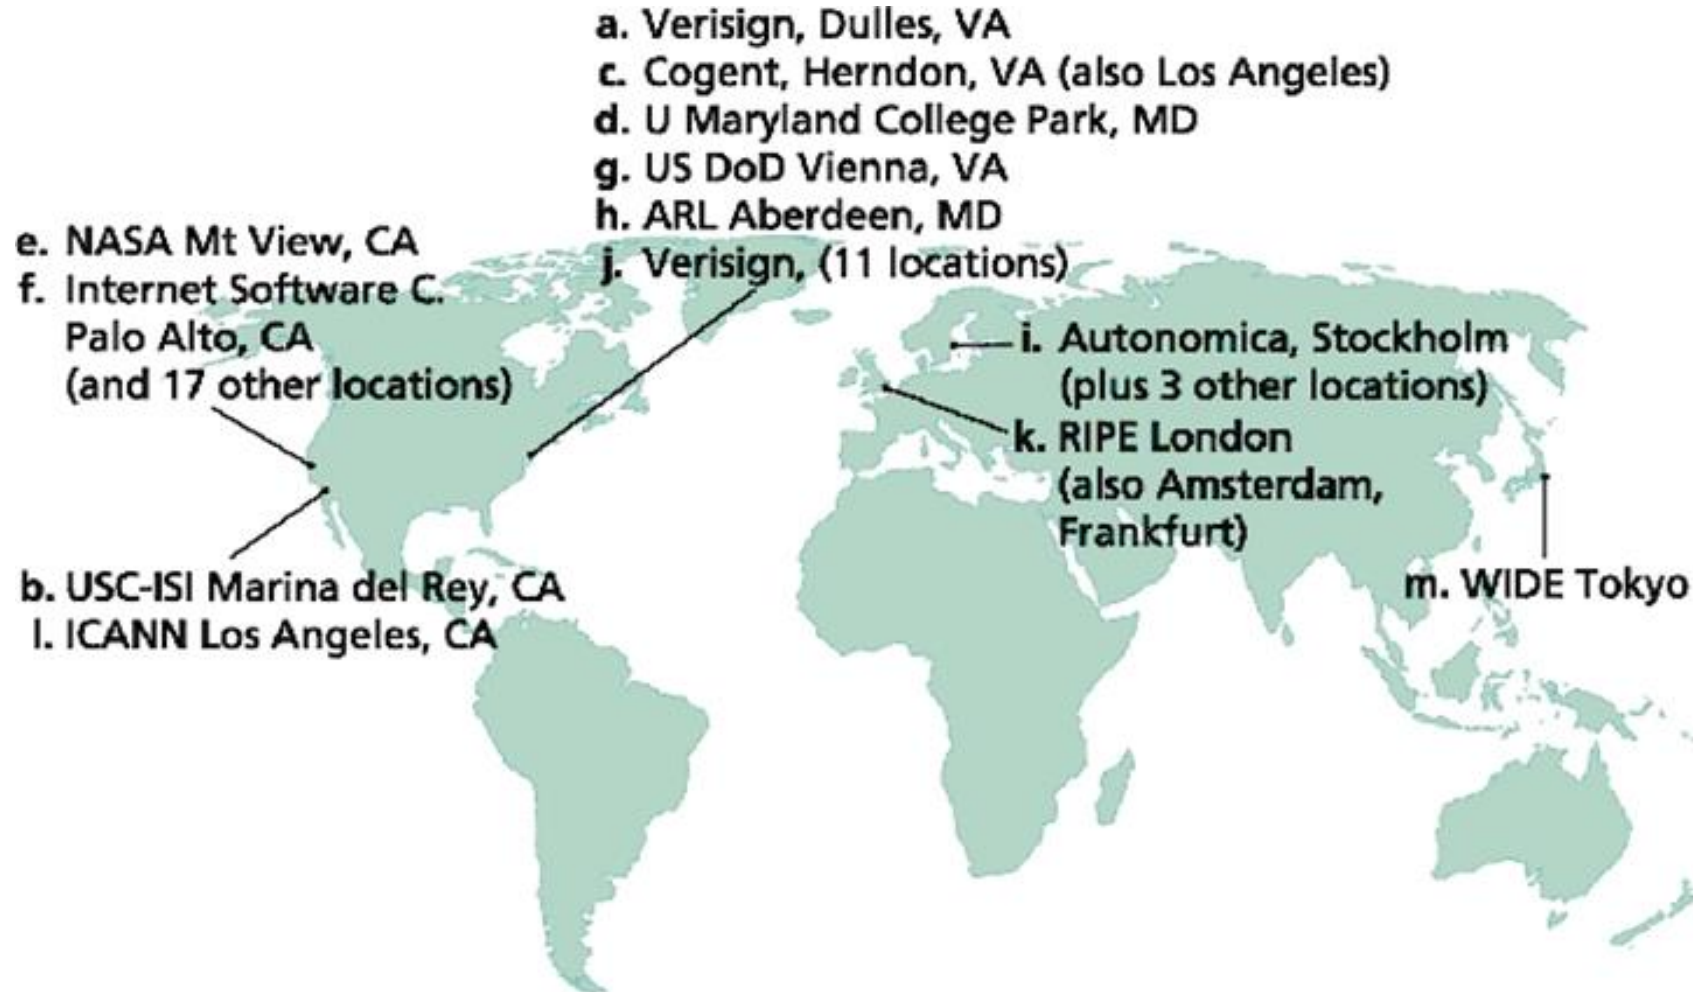 a. Verisign, Dulles, VA
c. Cogent, Herndon, VA (also Los Angeles)
d. U Maryland College Park, MD
g. US DoD Vienna, VA
h. ARL Aberdeen, MD
j. Verisign, (11 locations)
e. NASA Mt View, CA
f. Internet Software C.
Palo Alto, CA
(and 17 other locations)
i. Autonomica, Stockholm
(plus 3 other locations)
k. RIPE London
(also Amsterdam,
Frankfurt)
m. WIDE Tokyo
b. USC-ISI Marina del Rey, CA
l. ICANN Los Angeles, CA